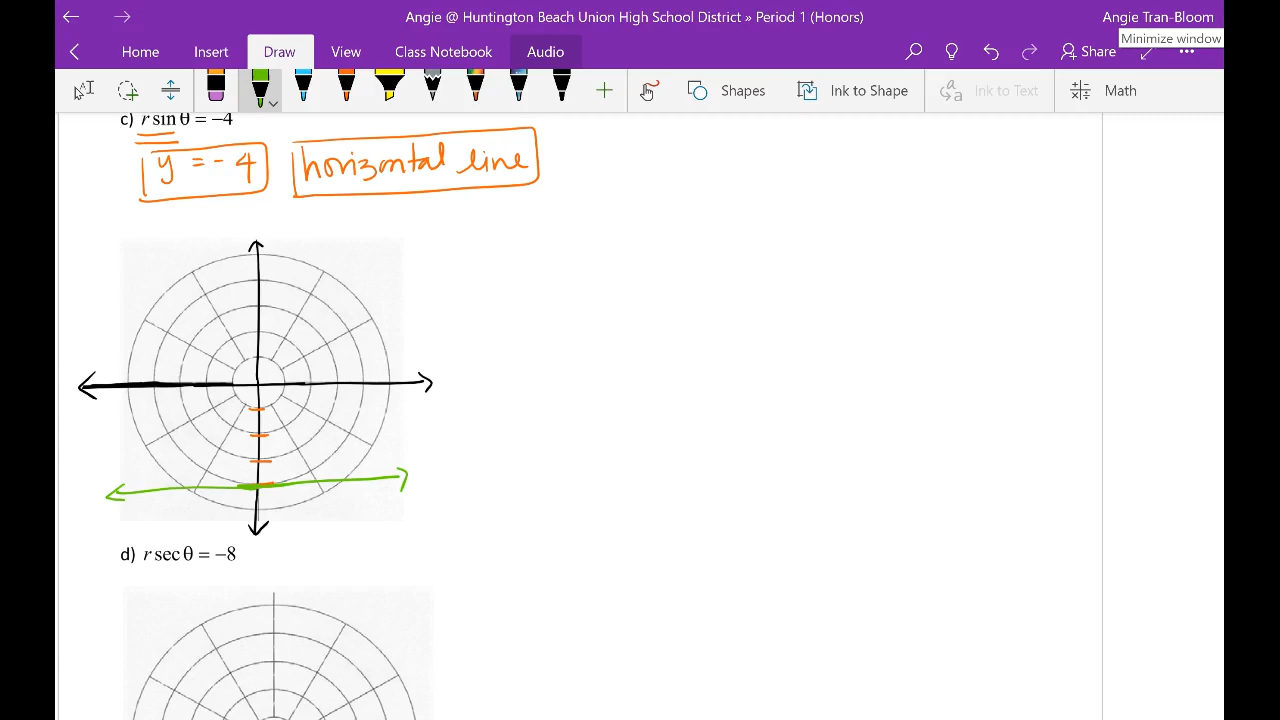 Angie @ Huntington Beach Union High School District » Period 1 (Honors)
Angie Tran-Bloom
Minimize window
Home Insert Draw View Class Notebook Audio
Share
Shapes Ink to Shape Ink to Text Math
c) r sin θ = −4
y = -4 horizontal line
d) r sec θ = −8